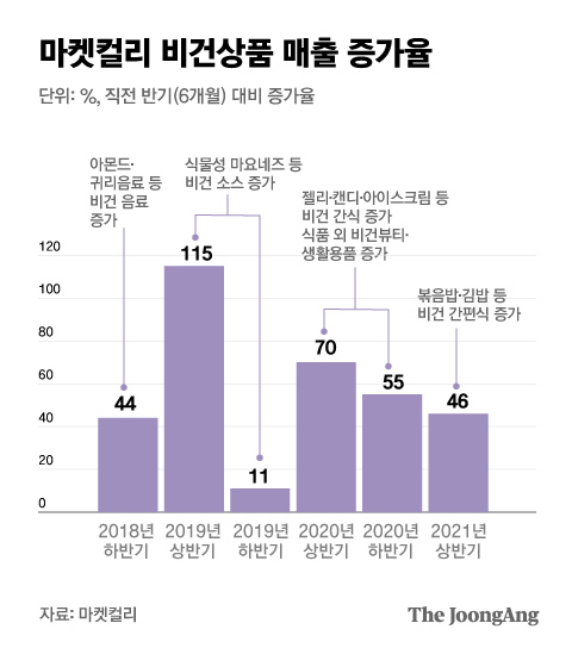 마켓컬리 비건상품 매출 증가율
단위: %, 직전 반기(6개월) 대비 증가율
아몬드·
귀리음료 등
비건 음료
증가
식물성 마요네즈 등
비건 소스 증가
젤리·캔디·아이스크림 등
비건 간식 증가
식품 외 비건뷰티·
생활용품 증가
볶음밥·김밥 등
비건 간편식 증가
120
100
80
60
40
20
0
44
115
11
70
55
46
2018년
하반기
2019년
상반기
2019년
하반기
2020년
상반기
2020년
하반기
2021년
상반기
자료: 마켓컬리
The JoongAng